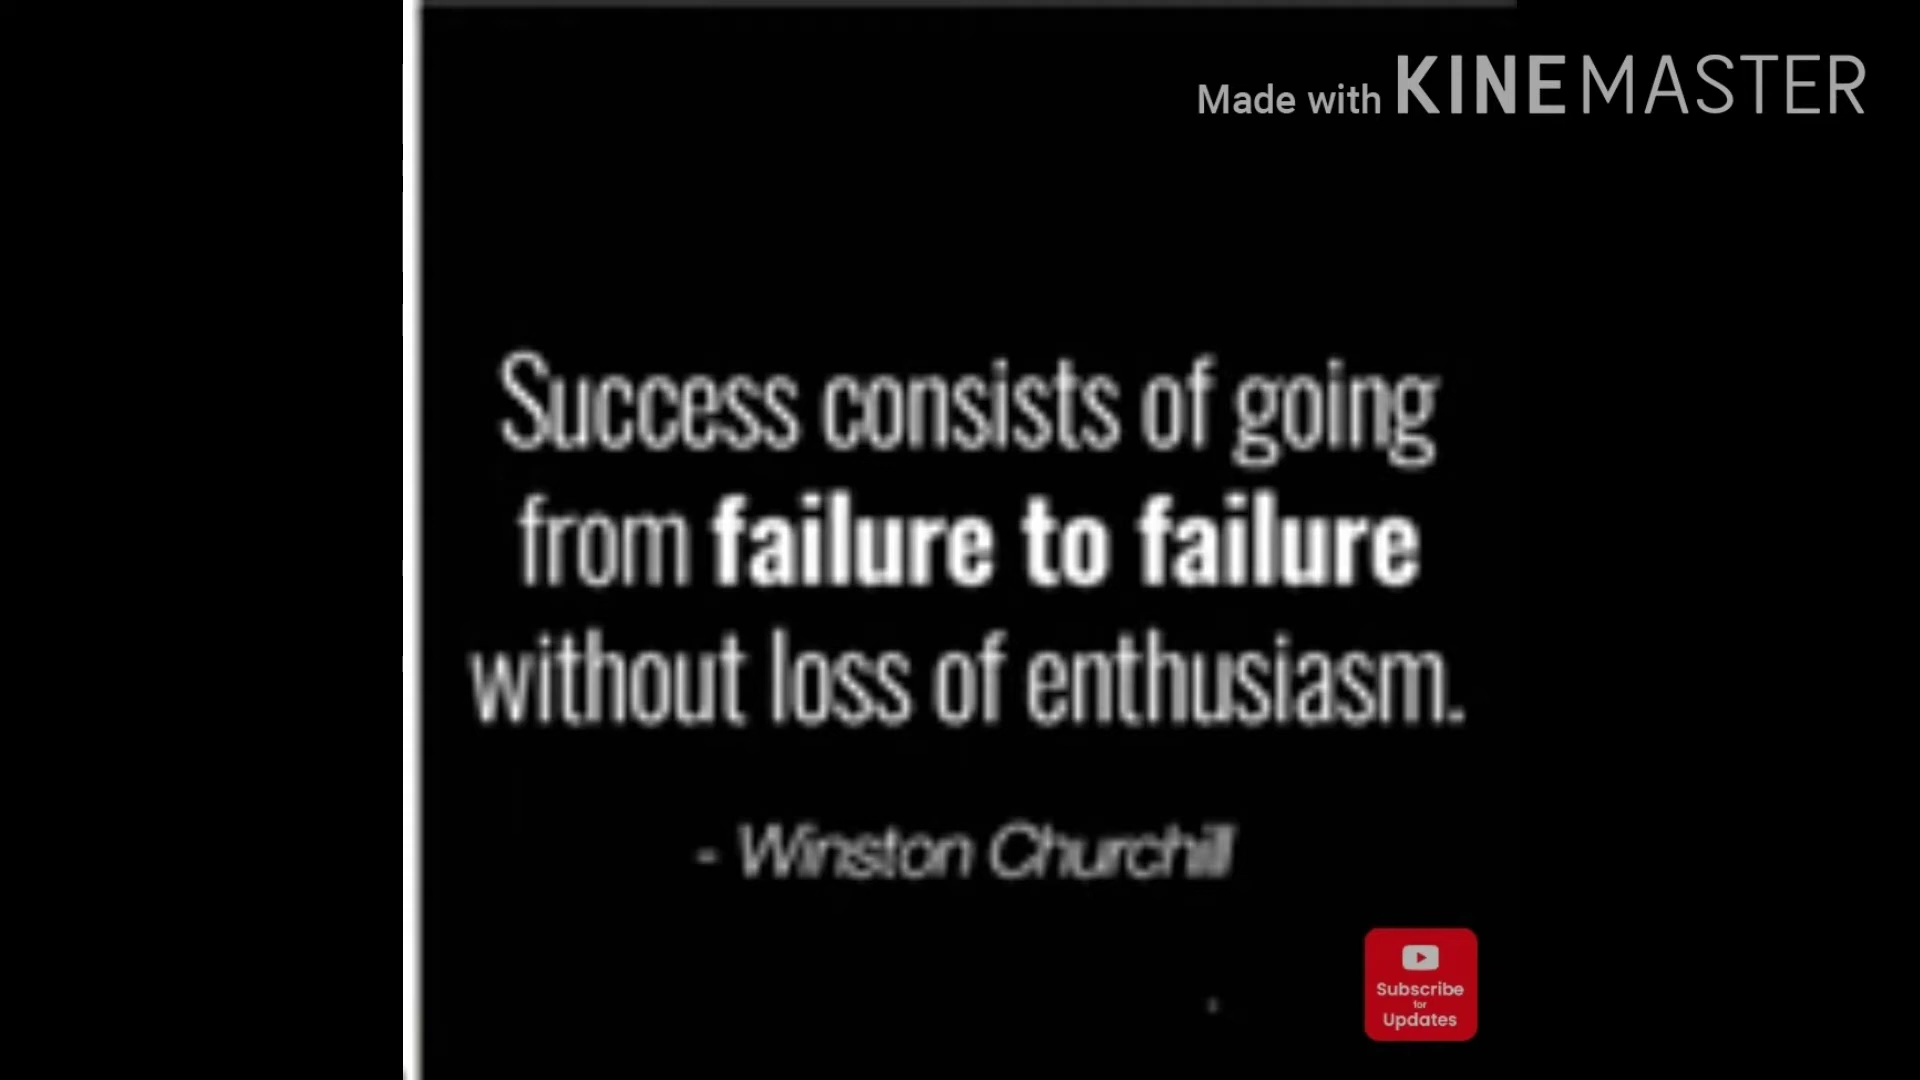 Made with KINEMASTER
Success consists of going
from failure to failure
without loss of enthusiasm.
- Winston Churchill
Subscribe
for
Updates